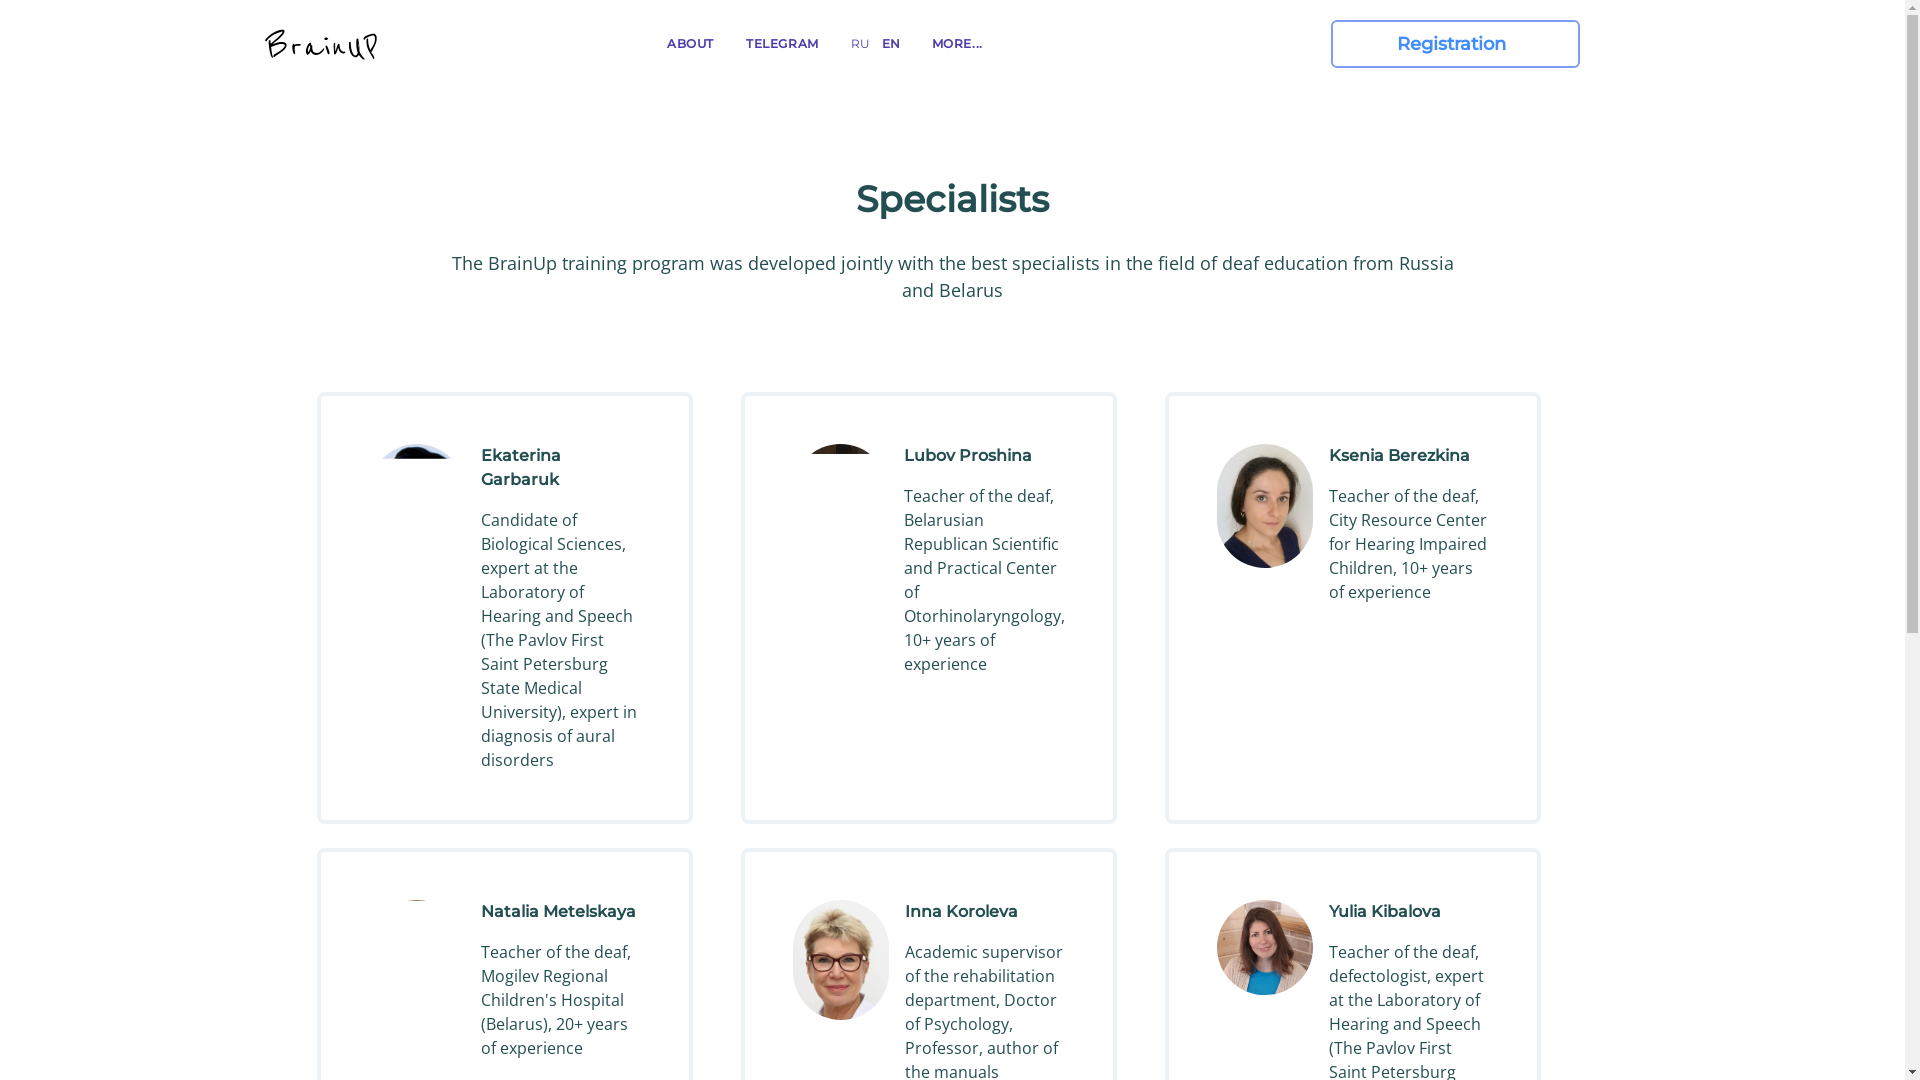 BrainUP
ABOUT
TELEGRAM
RU
EN
MORE...
Registration
Specialists
The BrainUp training program was developed jointly with the best specialists in the field of deaf education from Russia
and Belarus
Ekaterina
Garbaruk
Candidate of
Biological Sciences,
expert at the
Laboratory of
Hearing and Speech
(The Pavlov First
Saint Petersburg
State Medical
University), expert in
diagnosis of aural
disorders
Lubov Proshina
Teacher of the deaf,
Belarusian
Republican Scientific
and Practical Center
of
Otorhinolaryngology,
10+ years of
experience
Ksenia Berezkina
Teacher of the deaf,
City Resource Center
for Hearing Impaired
Children, 10+ years
of experience
Natalia Metelskaya
Teacher of the deaf,
Mogilev Regional
Children's Hospital
(Belarus), 20+ years
of experience
Inna Koroleva
Academic supervisor
of the rehabilitation
department, Doctor
of Psychology,
Professor, author of
the manuals
Yulia Kibalova
Teacher of the deaf,
defectologist, expert
at the Laboratory of
Hearing and Speech
(The Pavlov First
Saint Petersburg